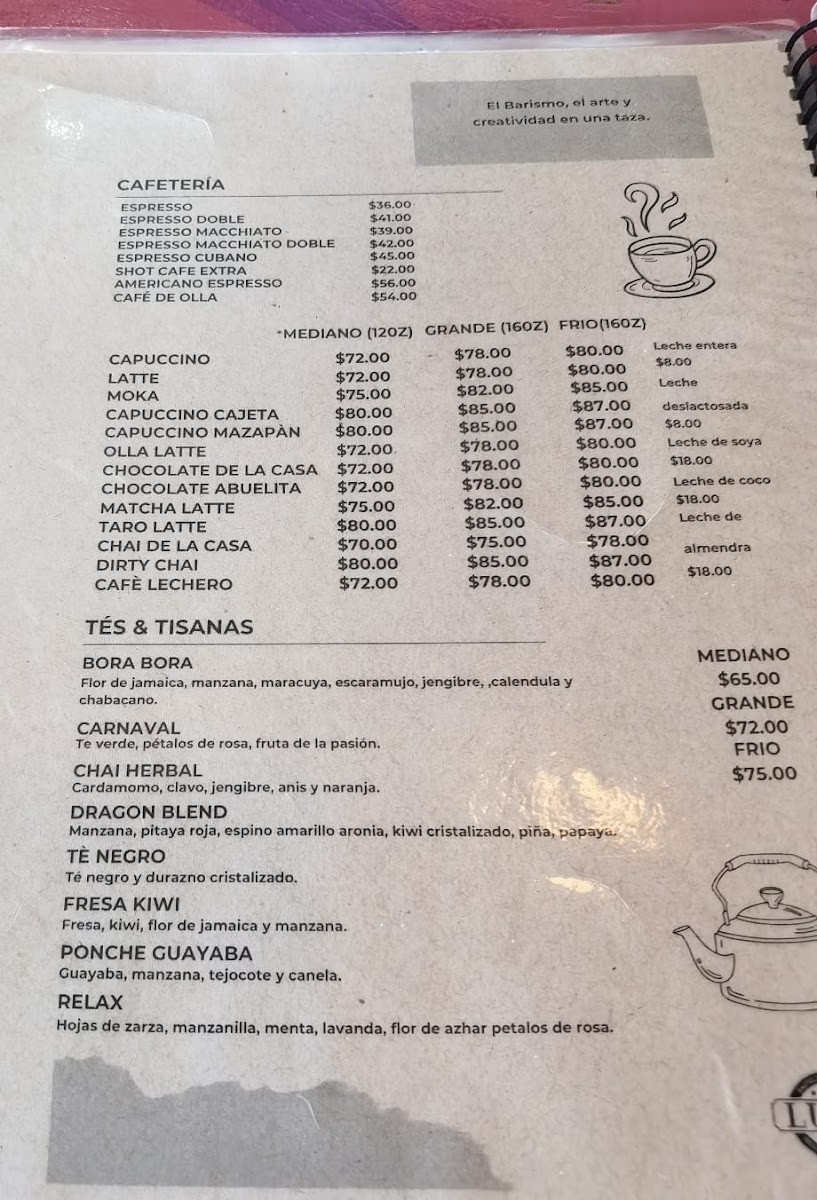 El Barismo, el arte y
creatividad en una taza.
CAFETERÍA
ESPRESSO $36.00
ESPRESSO DOBLE $41.00
ESPRESSO MACCHIATO $39.00
ESPRESSO MACCHIATO DOBLE $42.00
ESPRESSO CUBANO $45.00
SHOT CAFE EXTRA $22.00
AMERICANO ESPRESSO $56.00
CAFÉ DE OLLA $54.00
*MEDIANO (12OZ) GRANDE (16OZ) FRIO(16OZ)
CAPUCCINO $72.00 $78.00 $80.00
LATTE $72.00 $78.00 $80.00
MOKA $75.00 $82.00 $85.00
CAPUCCINO CAJETA $80.00 $85.00 $87.00
CAPUCCINO MAZAPÀN $80.00 $85.00 $87.00
OLLA LATTE $72.00 $78.00 $80.00
CHOCOLATE DE LA CASA $72.00 $78.00 $80.00
CHOCOLATE ABUELITA $72.00 $78.00 $80.00
MATCHA LATTE $75.00 $82.00 $85.00
TARO LATTE $80.00 $85.00 $87.00
CHAI DE LA CASA $70.00 $75.00 $78.00
DIRTY CHAI $80.00 $85.00 $87.00
CAFÈ LECHERO $72.00 $78.00 $80.00
Leche entera
$8.00
Leche
deslactosada
$8.00
Leche de soya
$18.00
Leche de coco
$18.00
Leche de
almendra
$18.00
TÉS & TISANAS
BORA BORA
Flor de jamaica, manzana, maracuya, escaramujo, jengibre, ,calendula y
chabacano.
CARNAVAL
Te verde, pétalos de rosa, fruta de la pasión.
CHAI HERBAL
Cardamomo, clavo, jengibre, anis y naranja.
DRAGON BLEND
Manzana, pitaya roja, espino amarillo aronia, kiwi cristalizado, piña, papaya.
TÈ NEGRO
Té negro y durazno cristalizado.
FRESA KIWI
Fresa, kiwi, flor de jamaica y manzana.
PONCHE GUAYABA
Guayaba, manzana, tejocote y canela.
RELAX
Hojas de zarza, manzanilla, menta, lavanda, flor de azhar petalos de rosa.
MEDIANO
$65.00
GRANDE
$72.00
FRIO
$75.00